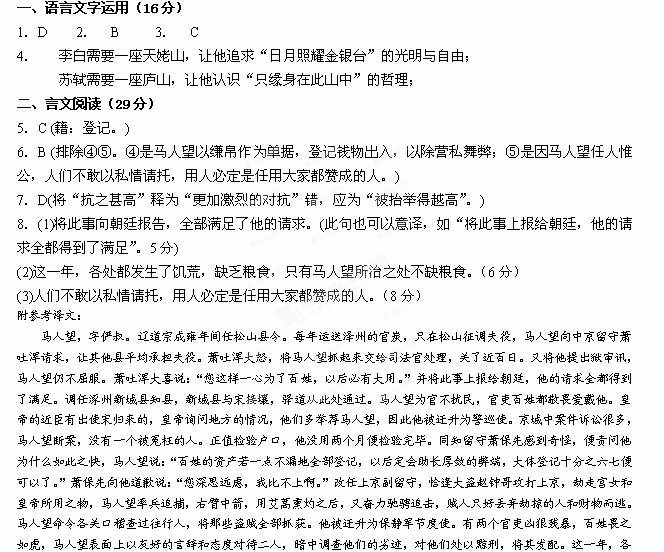 一、语言文字运用（16分）
1．D 2．B 3．C
4． 李白需要一座天姥山，让他追求“日月照耀金银台”的光明与自由；
苏轼需要一座庐山，让他认识“只缘身在此山中”的哲理；
二、言文阅读（29分）
5．C (籍：登记。)
6．B (排除④⑤。④是马人望以缣帛作为单据，登记钱物出入，以除营私舞弊；⑤是因马人望任人惟
公，人们不敢以私情请托，用人必定是任用大家都赞成的人。)
7．D(将“抗之甚高”释为“更加激烈的对抗”错，应为“被抬举得越高”。)
8．(1)将此事向朝廷报告，全部满足了他的请求。(此句也可以意译，如“将此事上报给朝廷，他的请
求全都得到了满足”。5分)
(2)这一年，各处都发生了饥荒，缺乏粮食，只有马人望所治之处不缺粮食。（6分）
(3)人们不敢以私情请托，用人必定是任用大家都赞成的人。（8分）
附参考译文：
马人望，字俨叔。辽道宗咸雍年间任松山县令。每年运送泽州的官炭，只在松山征调夫役，马人望向中京留守萧
吐浑请求，让其他县平均承担夫役。萧吐浑大怒，将马人望抓起来交给司法官处理，关了近百日。又将他提出狱审讯，
马人望仍不屈服。萧吐浑大喜说：“您这样一心为了百姓，以后必有大用。”并将此事上报给朝廷，他的请求全都得到
了满足。调任涿州新城县知县，新城县与宋接壤，驿道从此处通过。马人望为官不扰民，官吏百姓都敬畏爱戴他。皇
帝的近臣有出使宋归来的，皇帝询问地方的情况，他们多举荐马人望，因此他被迁升为警巡使。京城中案件诉讼很多，
马人望断案，没有一个被冤枉的人。正值检验户口，他没用两个月便检验完毕。同知留守萧保先感到奇怪，便责问他
为什么如此之快，马人望说：“百姓的资产若一点不漏地全部登记，以后定会助长厚敛的弊端，大体登记十分之六七便
可以了。”萧保先向他道歉说：“您深思远虑，我比不上啊。”改任上京副留守，恰逢大盗赵钟哥攻打上京，劫走宫女和
皇帝所用之物，马人望率兵追捕，右臂中箭，用艾蒿熏灼之后，又奋力驰骋追击，贼人只好丢弃劫掠的人和财物而逃。
马人望命令各关口稽查过往行人，将那些盗贼全部抓获。他被迁升为保静军节度使。有两个官吏凶狠残暴，百姓畏之
如虎，马人望表面上以友好的言辞和态度对待二人，暗中调查他们的劣迹，对他们处以黥刑，将其发配。这一年，各